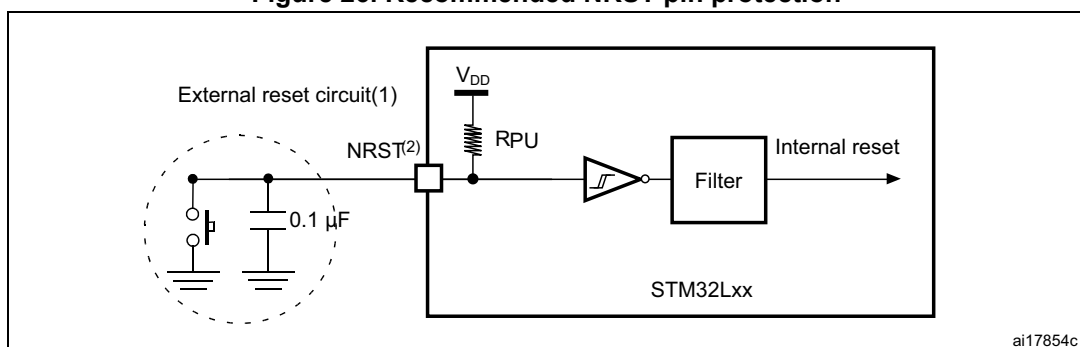 Figure 26. Recommended NRST pin protection
External reset circuit(1)
VDD
NRST(2)
RPU
0.1 μF
Filter
Internal reset
STM32Lxx
ai17854c